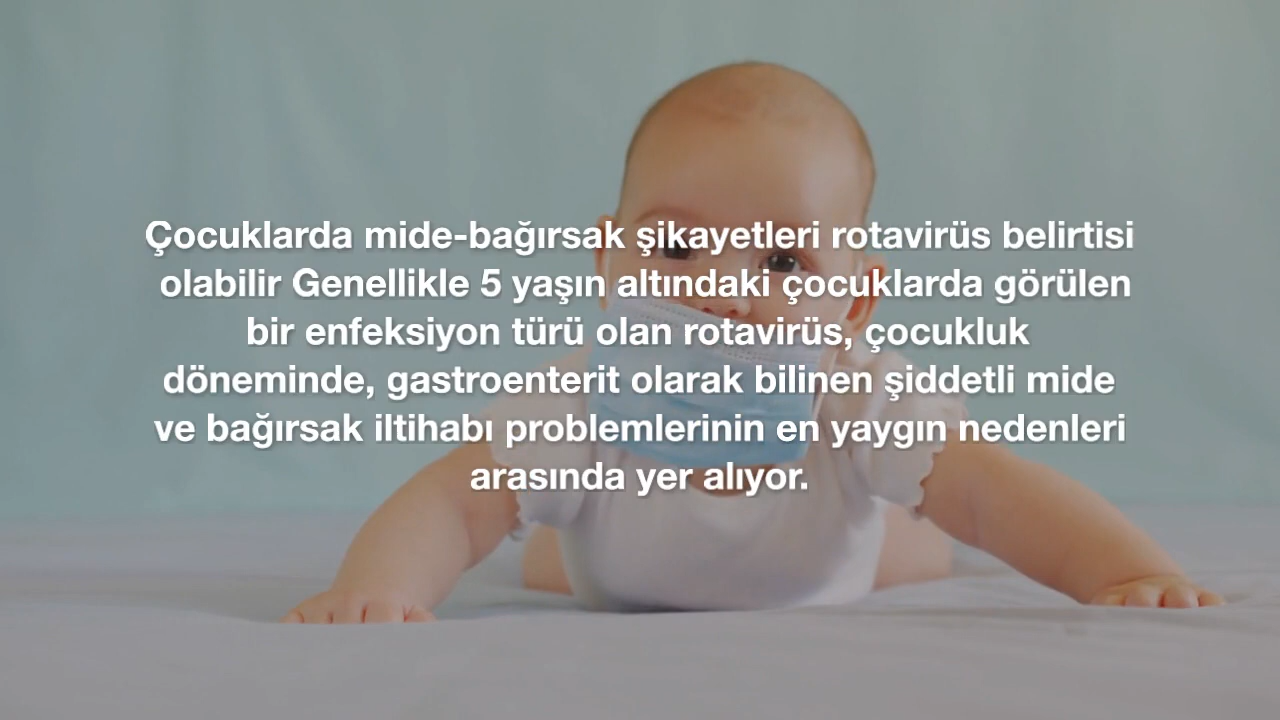 Çocuklarda mide-bağırsak şikayetleri rotavirüs belirtisi
olabilir Genellikle 5 yaşın altındaki çocuklarda görülen
bir enfeksiyon türü olan rotavirüs, çocukluk
döneminde, gastroenterit olarak bilinen şiddetli mide
ve bağırsak iltihabı problemlerinin en yaygın nedenleri
arasında yer alıyor.